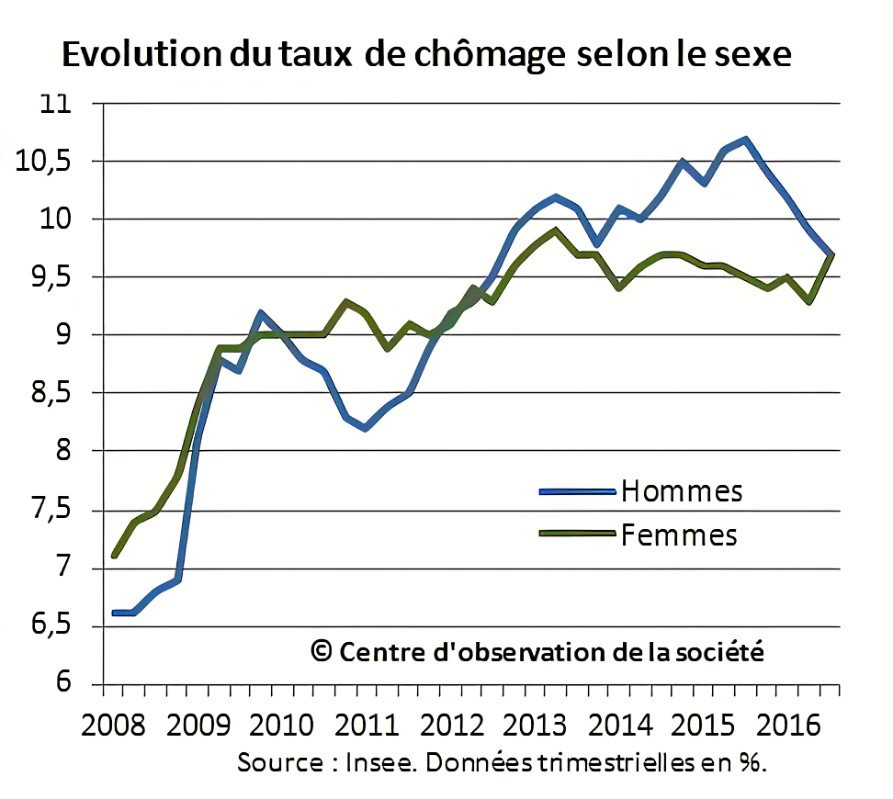 Evolution du taux de chômage selon le sexe
11
10,5
10
9,5
9
8,5
8
7,5
7
6,5
6
Hommes
Femmes
© Centre d'observation de la société
2008 2009 2010 2011 2012 2013 2014 2015 2016
Source : Insee. Données trimestrielles en %.